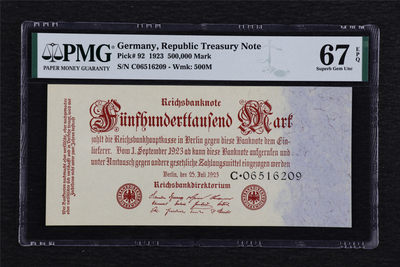 PMG
PAPER MONEY GUARANTY
Germany, Republic Treasury Note
Pick# 92 1923 500,000 Mark
S/N C06516209 - Wmk: 500M
67 EPQ
Superb Gem Unc
Reichsbanknote
Fünfhunderttausend Mark
zahlt die Reichsbankhauptkasse in Berlin gegen diese Banknote dem Ein-
lieferer. Vom 1. September 1923 ab kann diese Banknote aufgerufen und
unter Umtausch gegen andere gesetzliche Zahlungsmittel eingezogen werden
Berlin, den 25. Juli 1923
C·06516209
Reichsbankdirektorium